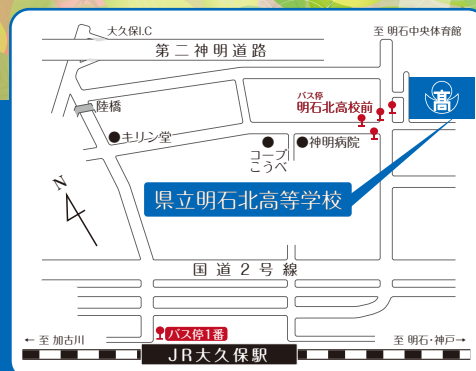 大久保I.C
至 明石中央体育館
第二神明道路
高
バス停
明石北高校前
陸橋
キリン堂
コープ
こうべ
神明病院
N
県立明石北高等学校
国道2号線
バス停1番
← 至 加古川
至 明石・神戸→
JR大久保駅